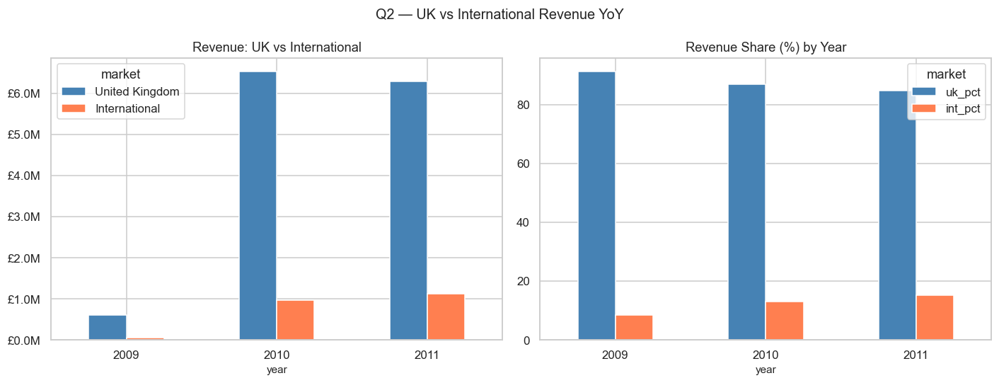 Q2 — UK vs International Revenue YoY
Revenue: UK vs International
market
United Kingdom
International
£6.0M
£5.0M
£4.0M
£3.0M
£2.0M
£1.0M
£0.0M
2009
2010
2011
year
Revenue Share (%) by Year
market
uk_pct
int_pct
80
60
40
20
0
2009
2010
2011
year